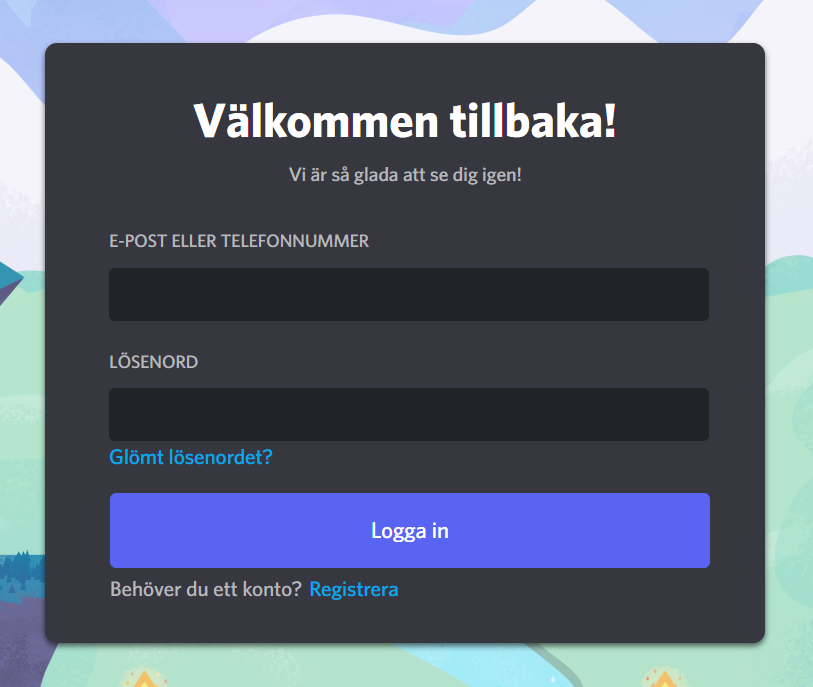 Välkommen tillbaka!
Vi är så glada att se dig igen!
E-POST ELLER TELEFONNUMMER
LÖSENORD
Glömt lösenordet?
Logga in
Behöver du ett konto? Registrera